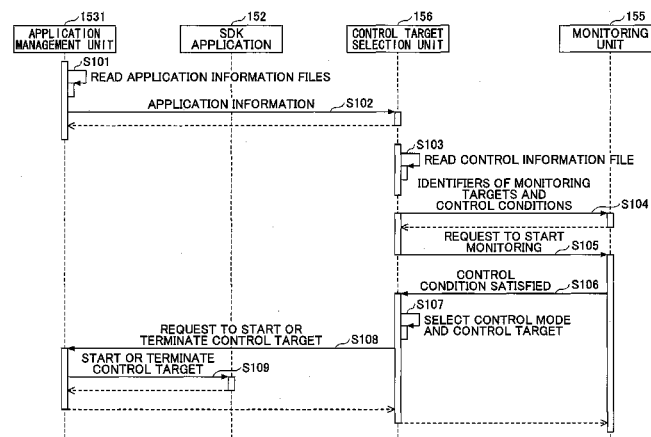 1531
152
156
155
APPLICATION
MANAGEMENT UNIT
SDK
APPLICATION
CONTROL TARGET
SELECTION UNIT
MONITORING
UNIT
S101
READ APPLICATION INFORMATION FILES
APPLICATION INFORMATION
S102
S103
READ CONTROL INFORMATION FILE
IDENTIFIERS OF MONITORING
TARGETS AND
CONTROL CONDITIONS
S104
REQUEST TO START
MONITORING
S105
CONTROL
CONDITION SATISFIED
S106
S107
SELECT CONTROL MODE
AND CONTROL TARGET
REQUEST TO START OR
TERMINATE CONTROL TARGET
S108
START OR TERMINATE
CONTROL TARGET
S109